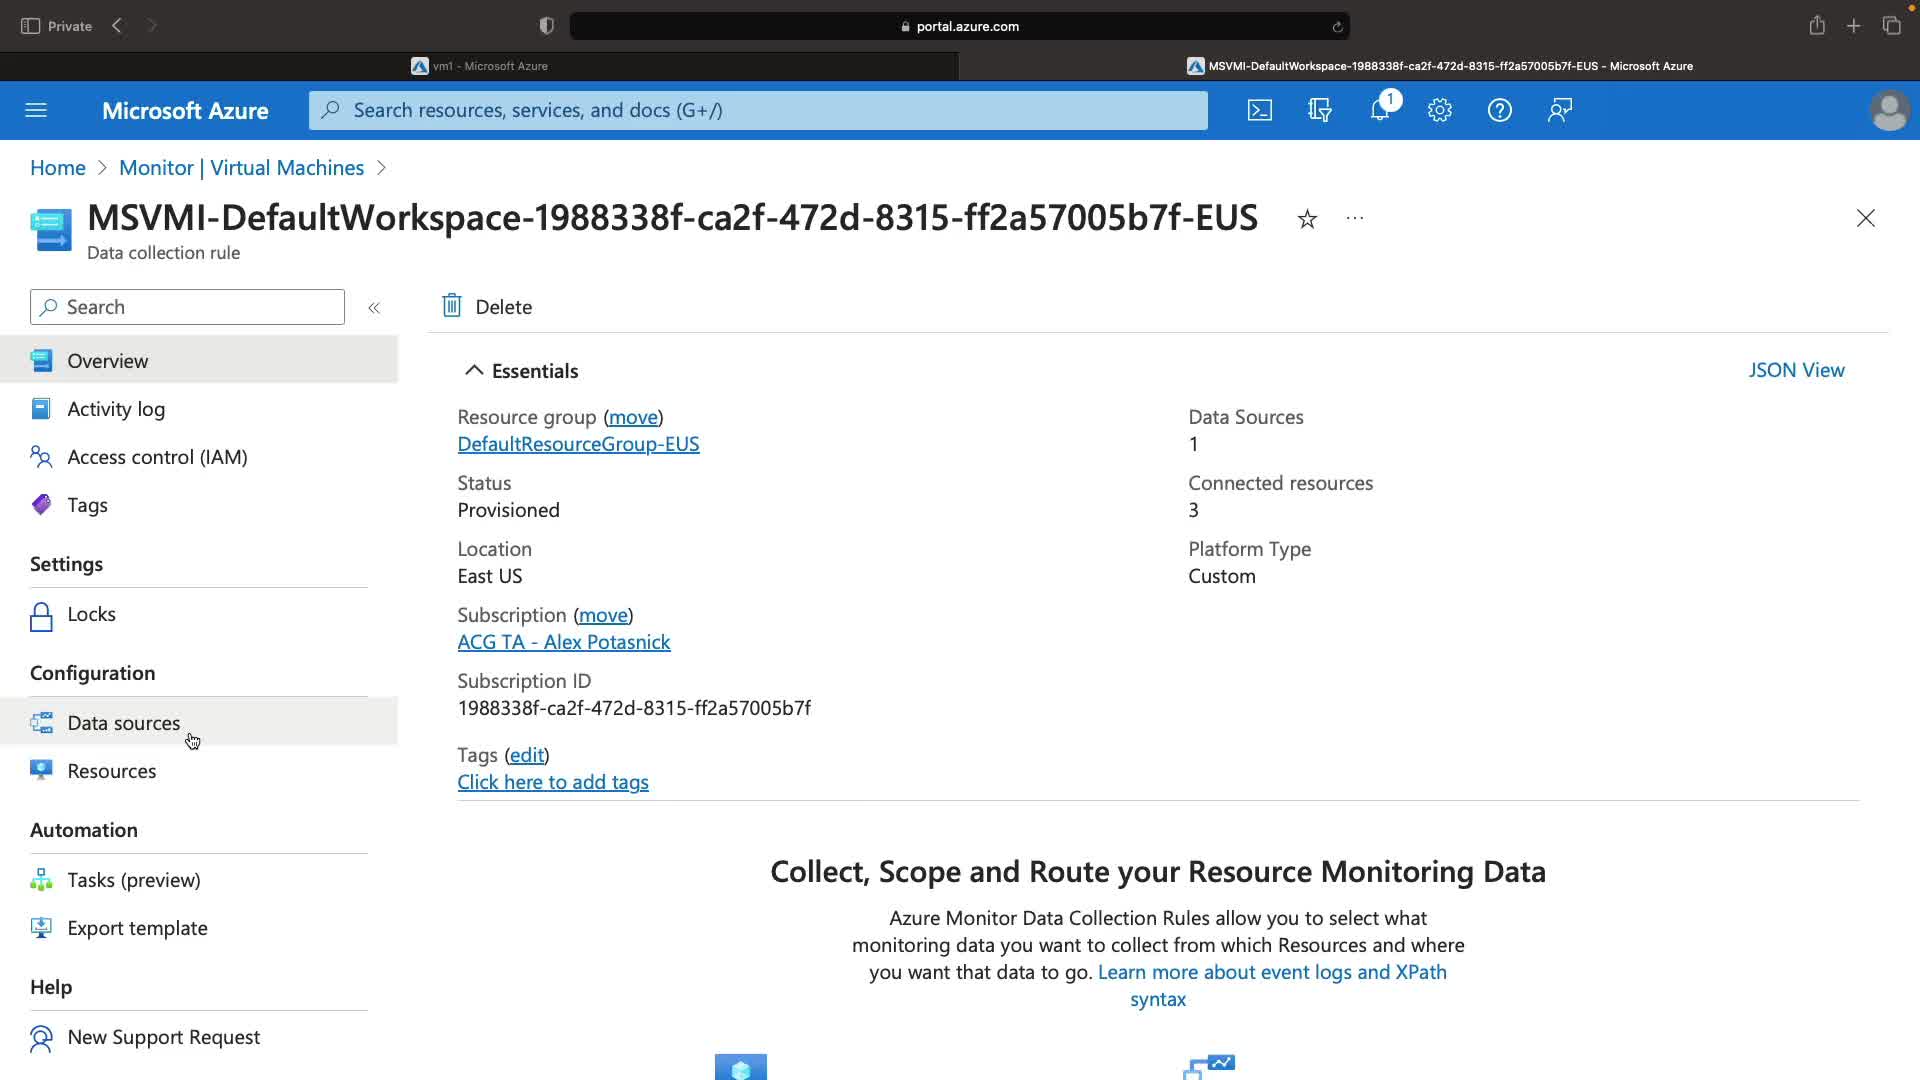 Private
portal.azure.com
vm1 - Microsoft Azure
MSVMI-DefaultWorkspace-1988338f-ca2f-472d-8315-ff2a57005b7f-EUS - Microsoft Azure
Microsoft Azure
Search resources, services, and docs (G+/)
1
Home > Monitor | Virtual Machines >
MSVMI-DefaultWorkspace-1988338f-ca2f-472d-8315-ff2a57005b7f-EUS
Data collection rule
Search
Delete
Overview
Activity log
Access control (IAM)
Tags
Settings
Locks
Configuration
Data sources
Resources
Automation
Tasks (preview)
Export template
Help
New Support Request
Essentials
JSON View
Resource group (move)
DefaultResourceGroup-EUS
Status
Provisioned
Location
East US
Subscription (move)
ACG TA - Alex Potasnick
Subscription ID
1988338f-ca2f-472d-8315-ff2a57005b7f
Tags (edit)
Click here to add tags
Data Sources
1
Connected resources
3
Platform Type
Custom
Collect, Scope and Route your Resource Monitoring Data
Azure Monitor Data Collection Rules allow you to select what
monitoring data you want to collect from which Resources and where
you want that data to go. Learn more about event logs and XPath
syntax